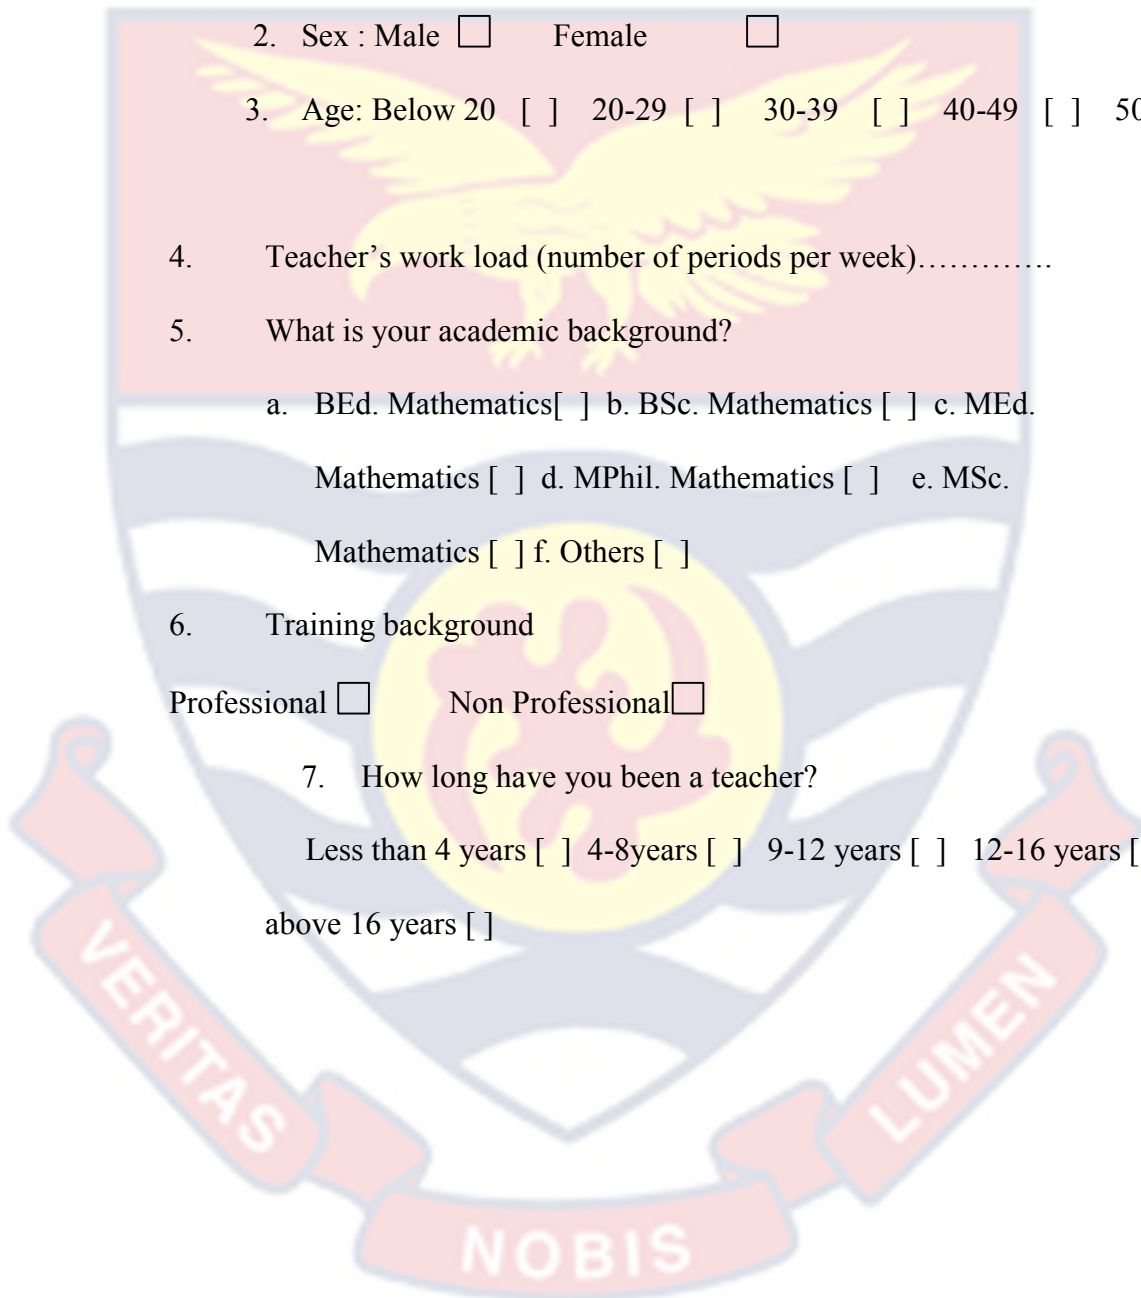 2. Sex : Male ☐ Female ☐
3. Age: Below 20 [ ] 20-29 [ ] 30-39 [ ] 40-49 [ ] 50
4. Teacher’s work load (number of periods per week)………….
5. What is your academic background?
a. BEd. Mathematics[ ] b. BSc. Mathematics [ ] c. MEd.
Mathematics [ ] d. MPhil. Mathematics [ ] e. MSc.
Mathematics [ ] f. Others [ ]
6. Training background
Professional ☐ Non Professional☐
7. How long have you been a teacher?
Less than 4 years [ ] 4-8years [ ] 9-12 years [ ] 12-16 years [
above 16 years [ ]
VERITAS
NOBIS
LUMEN